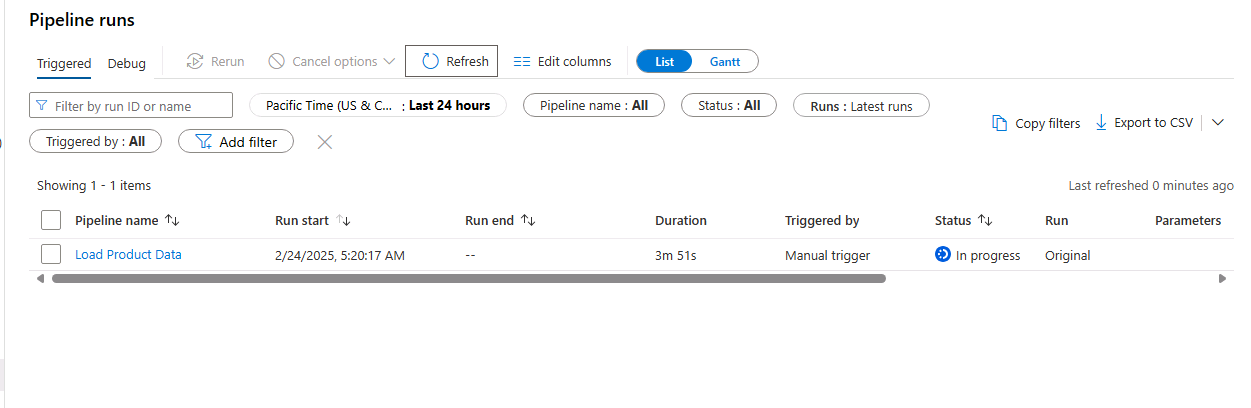 Pipeline runs
Triggered Debug Rerun Cancel options Refresh Edit columns List Gantt
Filter by run ID or name Pacific Time (US & C... : Last 24 hours Pipeline name : All Status : All Runs : Latest runs
Copy filters Export to CSV
Triggered by : All Add filter
Showing 1 - 1 items Last refreshed 0 minutes ago
Pipeline name Run start Run end Duration Triggered by Status Run Parameters
Load Product Data 2/24/2025, 5:20:17 AM -- 3m 51s Manual trigger In progress Original